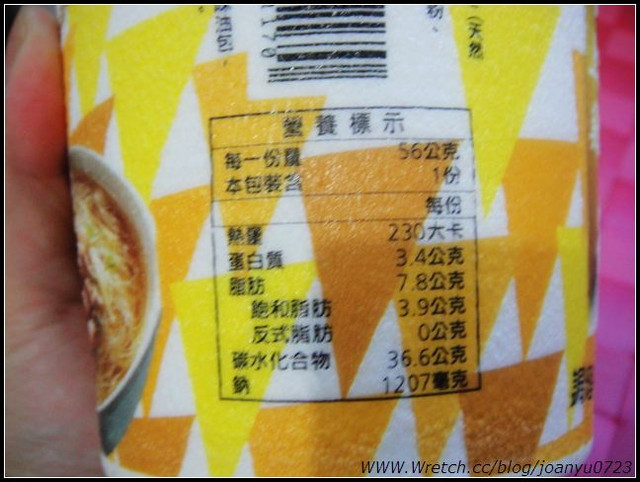 (天然
粉、
1170
營養標示
每一份量 56公克
本包裝含 1份
每份
熱量 230大卡
蛋白質 3.4公克
脂肪 7.8公克
飽和脂肪 3.9公克
反式脂肪 0公克
碳水化合物 36.6公克
鈉 1207毫克
www.Wretch.cc/blog/joanyu0723